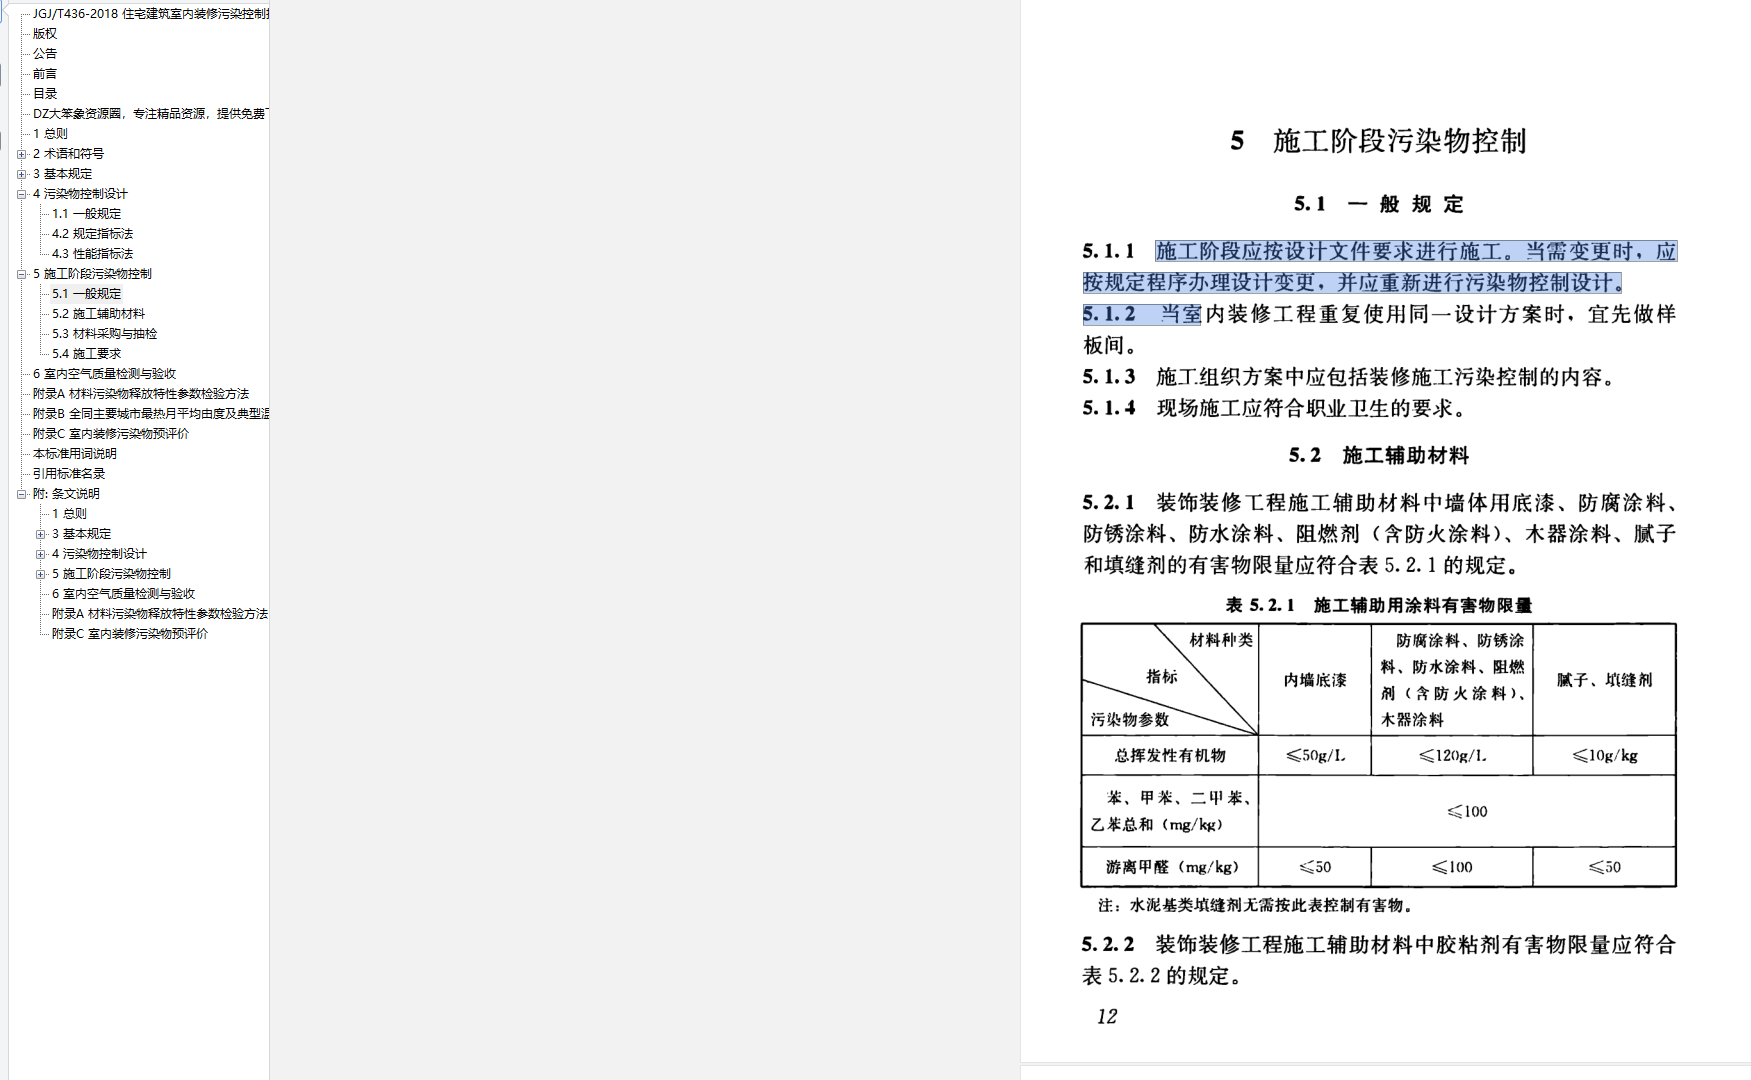 JGJ/T436-2018 住宅建筑室内装修污染控制
版权
公告
前言
目录
DZ大笨象资源圈，专注精品资源，提供免费
1 总则
2 术语和符号
3 基本规定
4 污染物控制设计
1.1 一般规定
4.2 规定指标法
4.3 性能指标法
5 施工阶段污染物控制
5.1 一般规定
5.2 施工辅助材料
5.3 材料采购与抽检
5.4 施工要求
6 室内空气质量检测与验收
附录A 材料污染物释放特性参数检验方法
附录B 全同主要城市最热月平均由度及典型温
附录C 室内装修污染物预评价
本标准用词说明
引用标准名录
附: 条文说明
1 总则
3 基本规定
4 污染物控制设计
5 施工阶段污染物控制
6 室内空气质量检测与验收
附录A 材料污染物释放特性参数检验方法
附录C 室内装修污染物预评价
5 施工阶段污染物控制
5.1 一般规定
5.1.1 施工阶段应按设计文件要求进行施工。当需变更时，应
按规定程序办理设计变更，并应重新进行污染物控制设计。
5.1.2 当室内装修工程重复使用同一设计方案时，宜先做样
板间。
5.1.3 施工组织方案中应包括装修施工污染控制的内容。
5.1.4 现场施工应符合职业卫生的要求。
5.2 施工辅助材料
5.2.1 装饰装修工程施工辅助材料中墙体用底漆、防腐涂料、
防锈涂料、防水涂料、阻燃剂（含防火涂料）、木器涂料、腻子
和填缝剂的有害物限量应符合表 5.2.1 的规定。
表 5.2.1 施工辅助用涂料有害物限量
材料种类
指标
污染物参数
内墙底漆
防腐涂料、防锈涂
料、防水涂料、阻燃
剂（含防火涂料）、
木器涂料
腻子、填缝剂
总挥发性有机物 ≤50g/L ≤120g/L ≤10g/kg
苯、甲苯、二甲苯、
乙苯总和（mg/kg）
≤100
游离甲醛（mg/kg） ≤50 ≤100 ≤50
注：水泥基类填缝剂无需按此表控制有害物。
5.2.2 装饰装修工程施工辅助材料中胶粘剂有害物限量应符合
表 5.2.2 的规定。
12